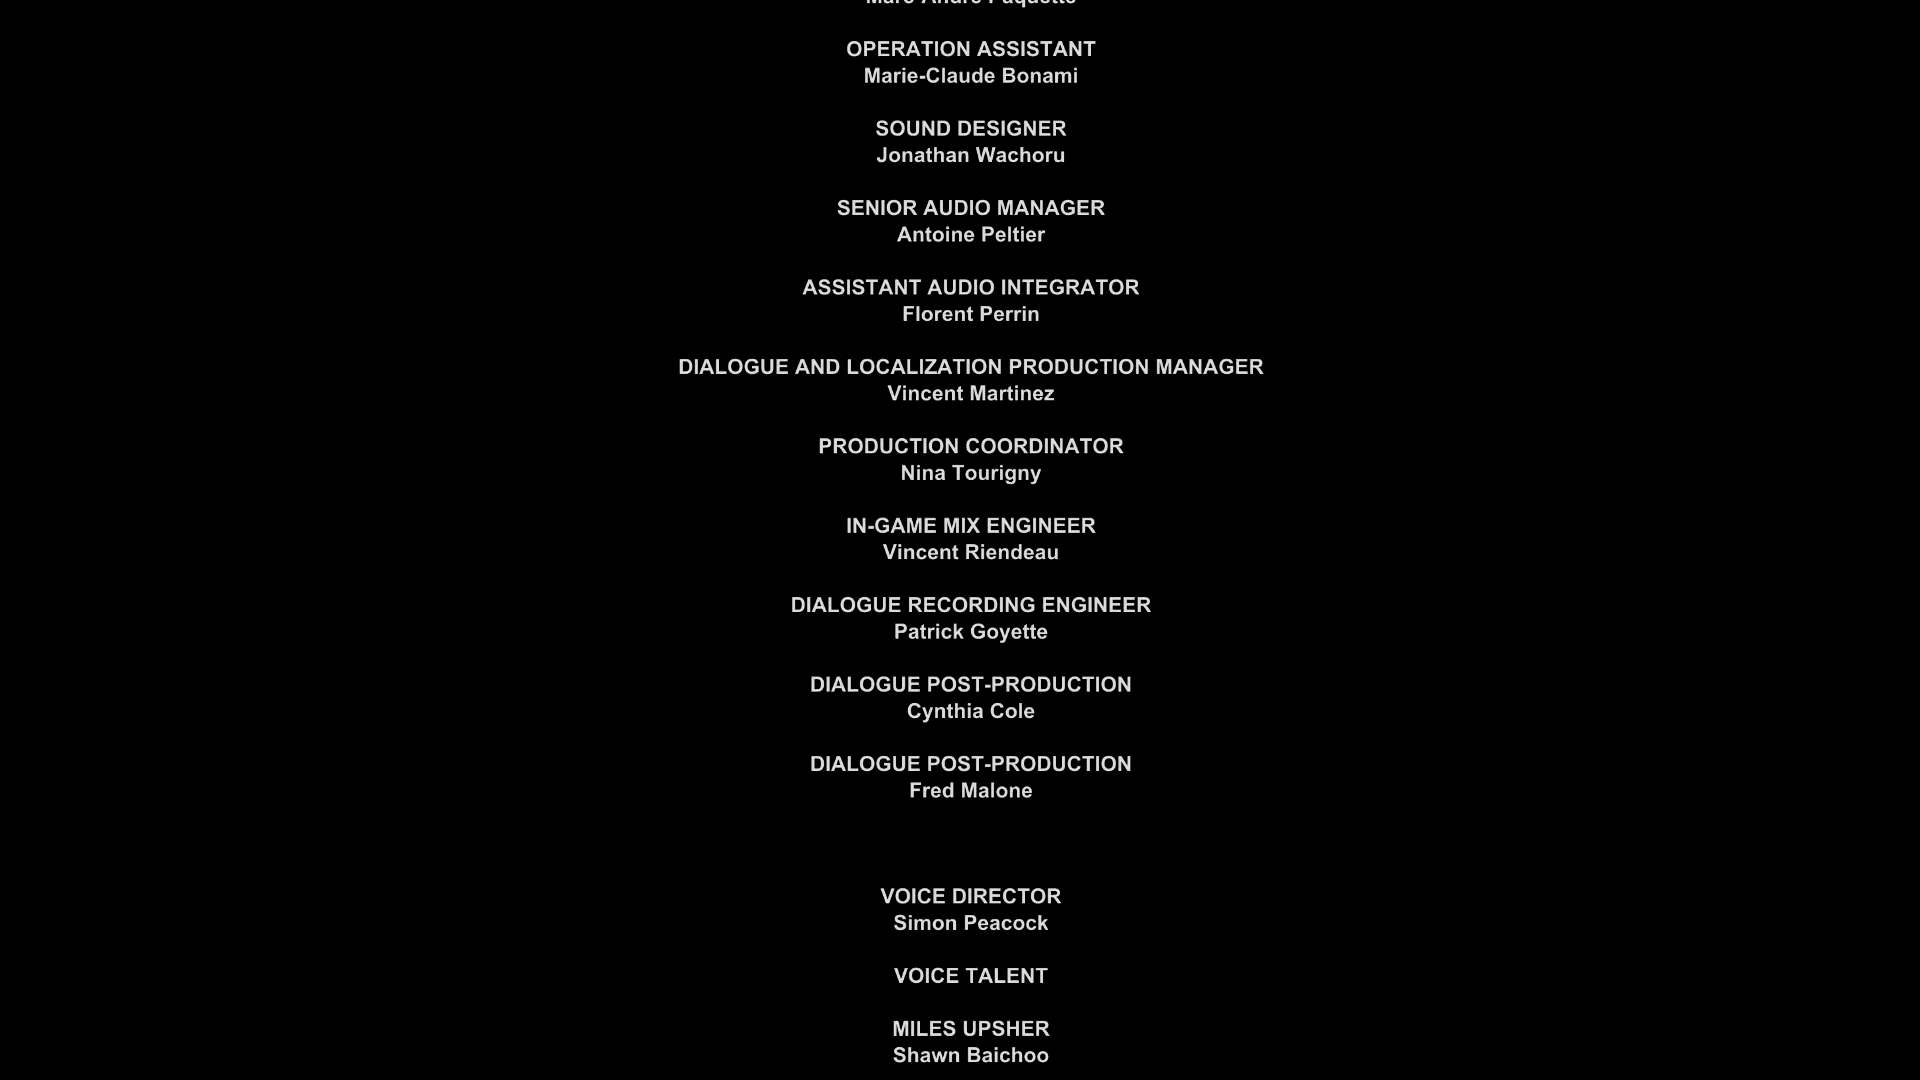 Marc-André Paquette
OPERATION ASSISTANT
Marie-Claude Bonami
SOUND DESIGNER
Jonathan Wachoru
SENIOR AUDIO MANAGER
Antoine Peltier
ASSISTANT AUDIO INTEGRATOR
Florent Perrin
DIALOGUE AND LOCALIZATION PRODUCTION MANAGER
Vincent Martinez
PRODUCTION COORDINATOR
Nina Tourigny
IN-GAME MIX ENGINEER
Vincent Riendeau
DIALOGUE RECORDING ENGINEER
Patrick Goyette
DIALOGUE POST-PRODUCTION
Cynthia Cole
DIALOGUE POST-PRODUCTION
Fred Malone
VOICE DIRECTOR
Simon Peacock
VOICE TALENT
MILES UPSHER
Shawn Baichoo